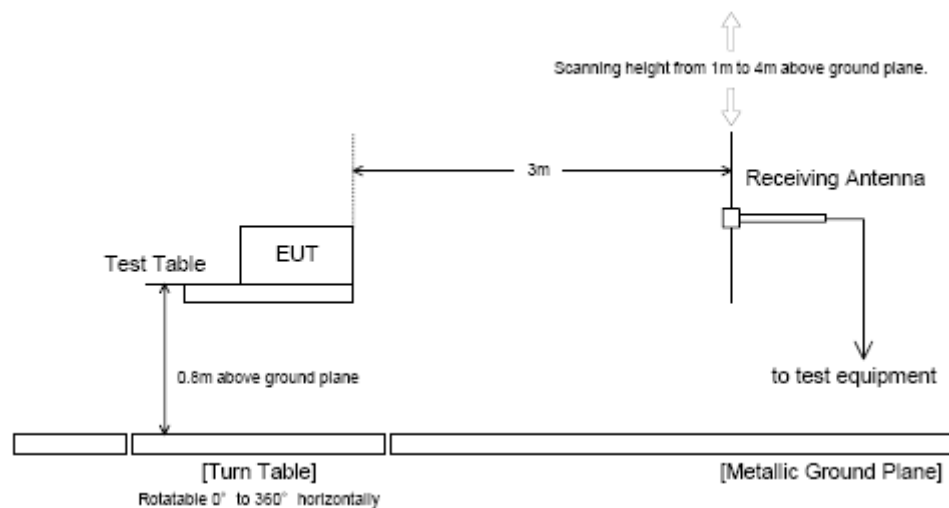 Scanning height from 1m to 4m above ground plane.
3m
Receiving Antenna
EUT
Test Table
0.8m above ground plane
to test equipment
[Turn Table]
[Metallic Ground Plane]
Rotatable 0° to 360° horizontally